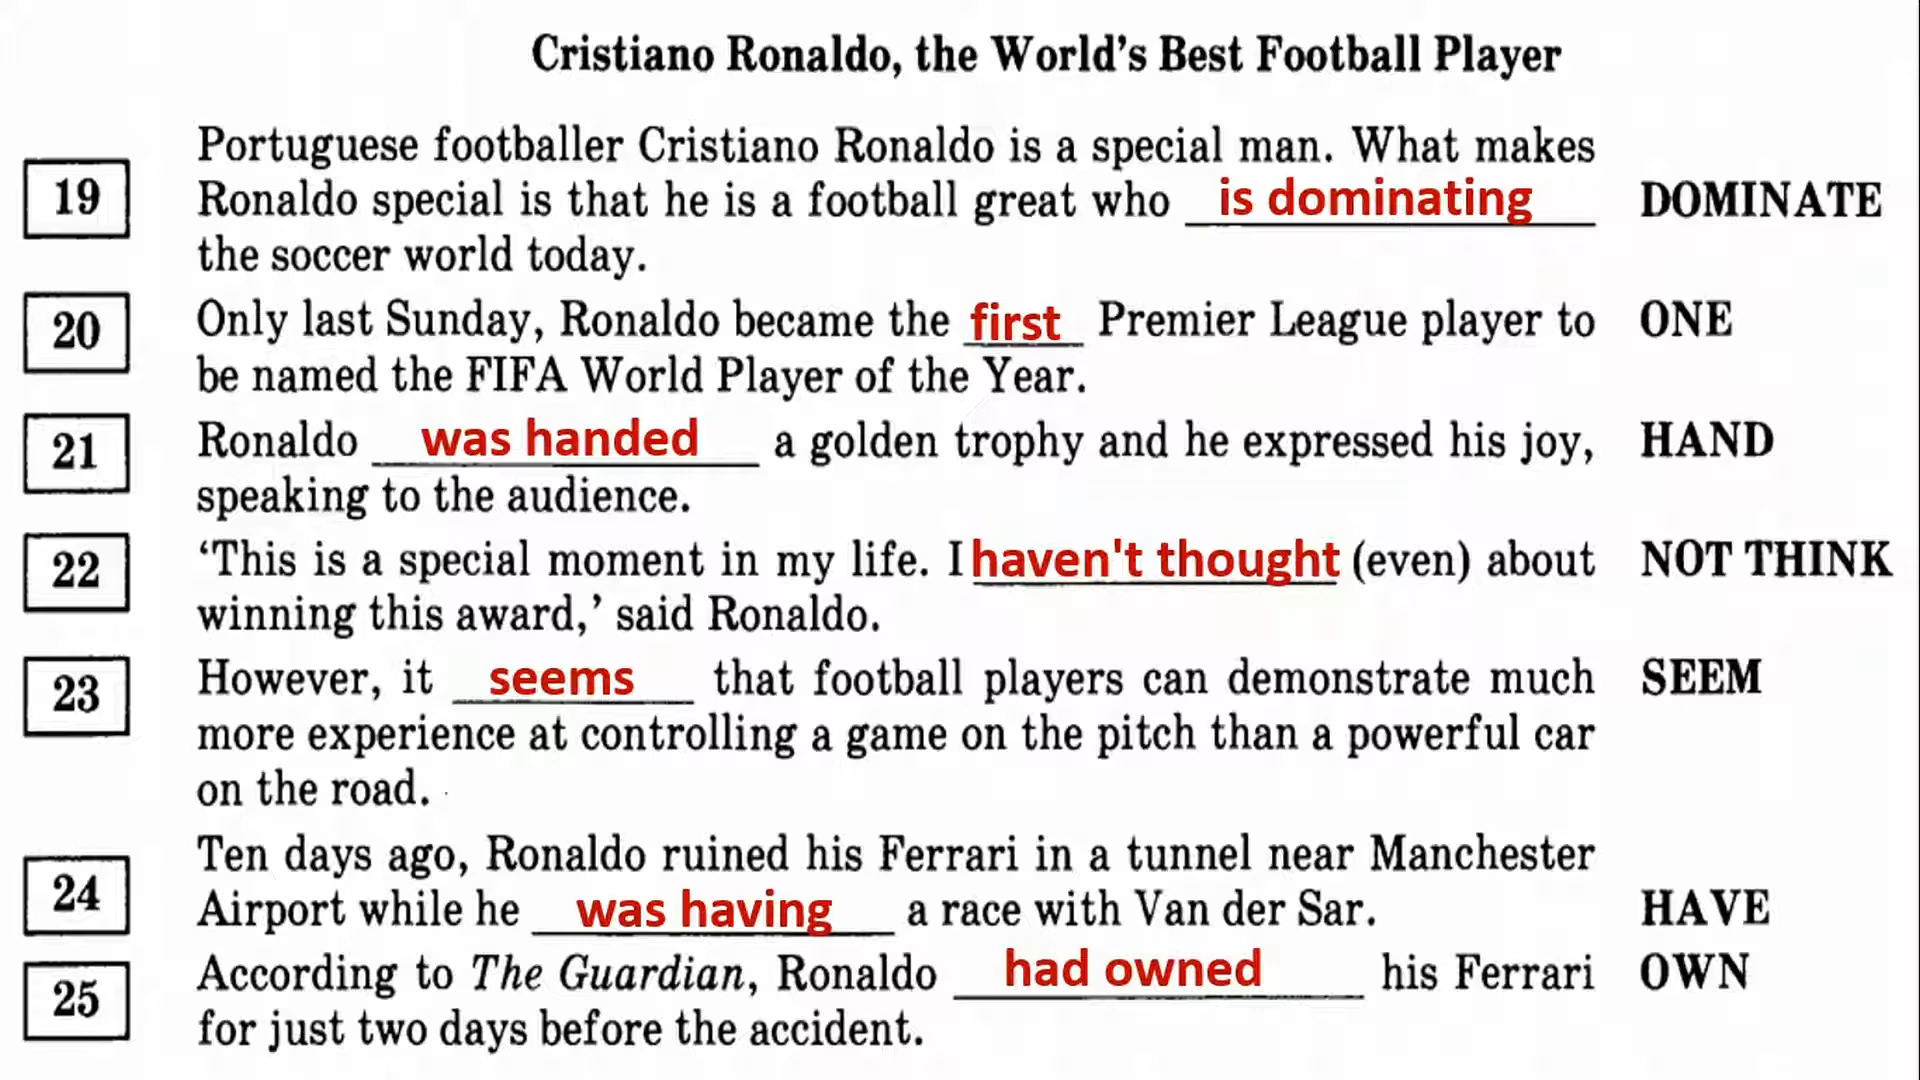 Cristiano Ronaldo, the World's Best Football Player
Portuguese footballer Cristiano Ronaldo is a special man. What makes
19 Ronaldo special is that he is a football great who is dominating DOMINATE
the soccer world today.
20 Only last Sunday, Ronaldo became the first Premier League player to ONE
be named the FIFA World Player of the Year.
21 Ronaldo was handed a golden trophy and he expressed his joy, HAND
speaking to the audience.
22 ‘This is a special moment in my life. I haven't thought (even) about NOT THINK
winning this award,’ said Ronaldo.
23 However, it seems that football players can demonstrate much SEEM
more experience at controlling a game on the pitch than a powerful car
on the road.
Ten days ago, Ronaldo ruined his Ferrari in a tunnel near Manchester
24 Airport while he was having a race with Van der Sar. HAVE
25 According to The Guardian, Ronaldo had owned his Ferrari OWN
for just two days before the accident.